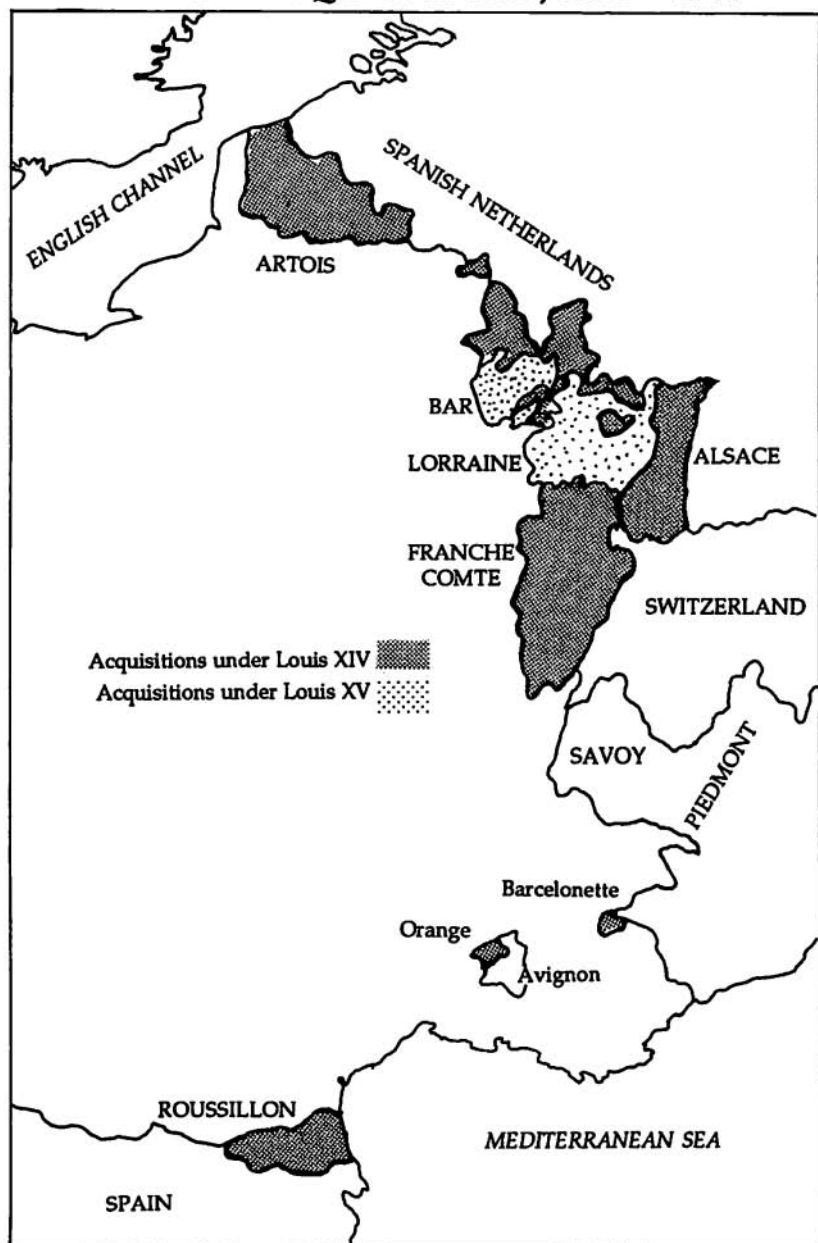 ENGLISH CHANNEL
SPANISH NETHERLANDS
ARTOIS
BAR
LORRAINE
ALSACE
FRANCHE
COMTE
SWITZERLAND
Acquisitions under Louis XIV
Acquisitions under Louis XV
SAVOY
PIEDMONT
Barcelonette
Orange
Avignon
ROUSSILLON
MEDITERRANEAN SEA
SPAIN